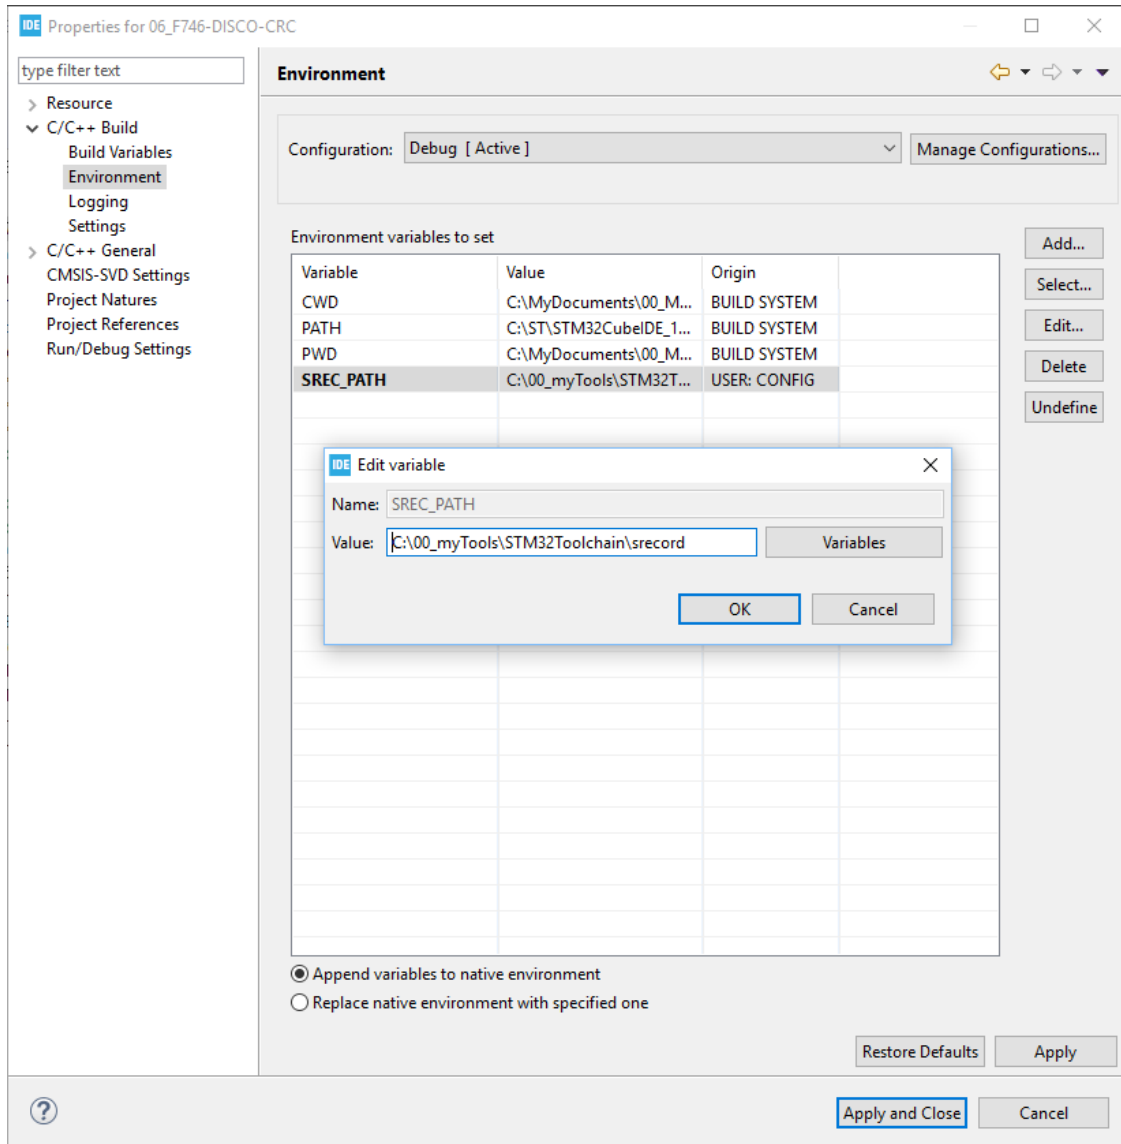 IDE Properties for 06_F746-DISCO-CRC
type filter text
Resource
C/C++ Build
Build Variables
Environment
Logging
Settings
C/C++ General
CMSIS-SVD Settings
Project Natures
Project References
Run/Debug Settings
Environment
Configuration: Debug [ Active ] Manage Configurations...
Environment variables to set
Variable Value Origin
CWD C:\MyDocuments\00_M... BUILD SYSTEM
PATH C:\ST\STM32CubeIDE_1... BUILD SYSTEM
PWD C:\MyDocuments\00_M... BUILD SYSTEM
SREC_PATH C:\00_myTools\STM32T... USER: CONFIG
Add...
Select...
Edit...
Delete
Undefine
IDE Edit variable
Name: SREC_PATH
Value: C:\00_myTools\STM32Toolchain\srecord Variables
OK Cancel
Append variables to native environment
Replace native environment with specified one
Restore Defaults Apply
? Apply and Close Cancel